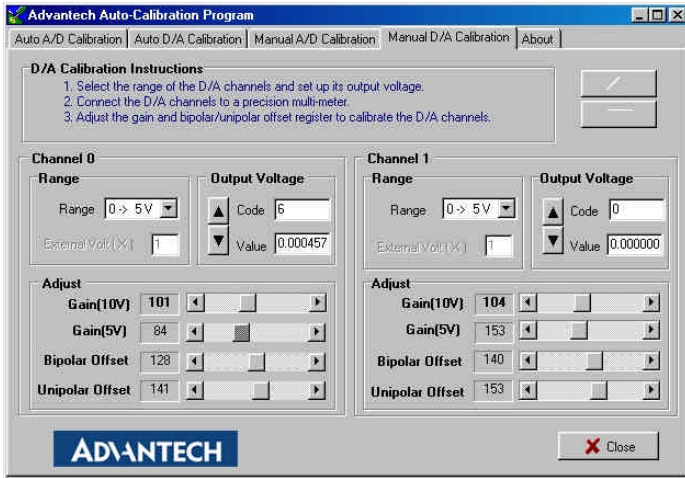 Advantech Auto-Calibration Program
Auto A/D Calibration Auto D/A Calibration Manual A/D Calibration Manual D/A Calibration About
D/A Calibration Instructions
1. Select the range of the D/A channels and set up its output voltage.
2. Connect the D/A channels to a precision multi-meter.
3. Adjust the gain and bipolar/unipolar offset register to calibrate the D/A channels.
Channel 0
Range
Range 0 -> 5 V
External Volt ( X ) 1
Output Voltage
Code 6
Value 0.000457
Adjust
Gain(10V) 101
Gain(5V) 84
Bipolar Offset 128
Unipolar Offset 141
Channel 1
Range
Range 0 -> 5 V
External Volt ( X ) 1
Output Voltage
Code 0
Value 0.000000
Adjust
Gain(10V) 104
Gain(5V) 153
Bipolar Offset 140
Unipolar Offset 153
ADVANTECH
Close